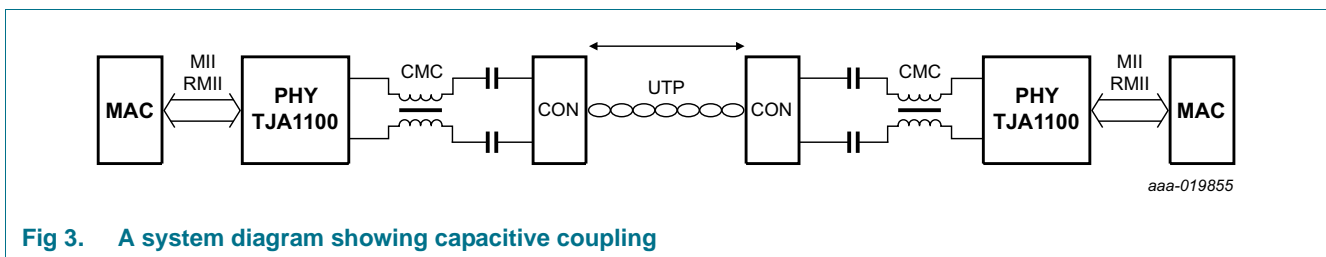 MAC
MII
RMII
PHY
TJA1100
CMC
CON
UTP
CON
CMC
PHY
TJA1100
MII
RMII
MAC
aaa-019855
Fig 3. A system diagram showing capacitive coupling